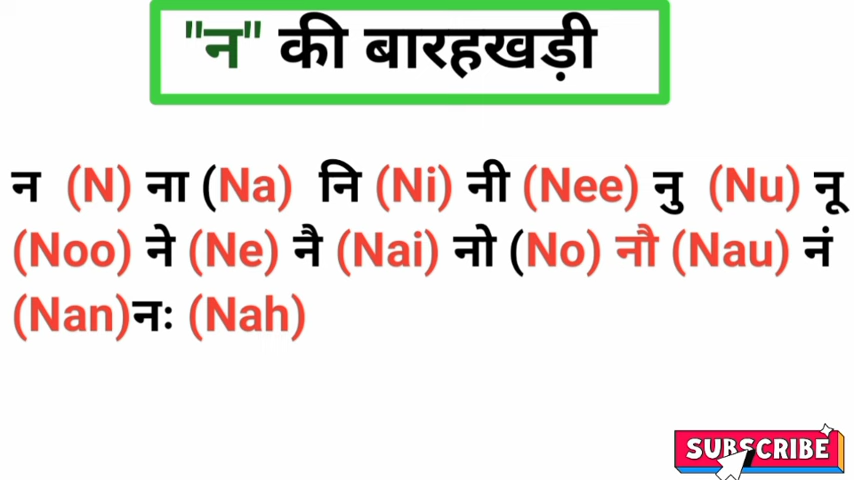 "न" की बारहखड़ी
न (N) ना (Na) नि (Ni) नी (Nee) नु (Nu) नू
(Noo) ने (Ne) नै (Nai) नो (No) नौ (Nau) नं
(Nan)नः (Nah)
SUBSCRIBE